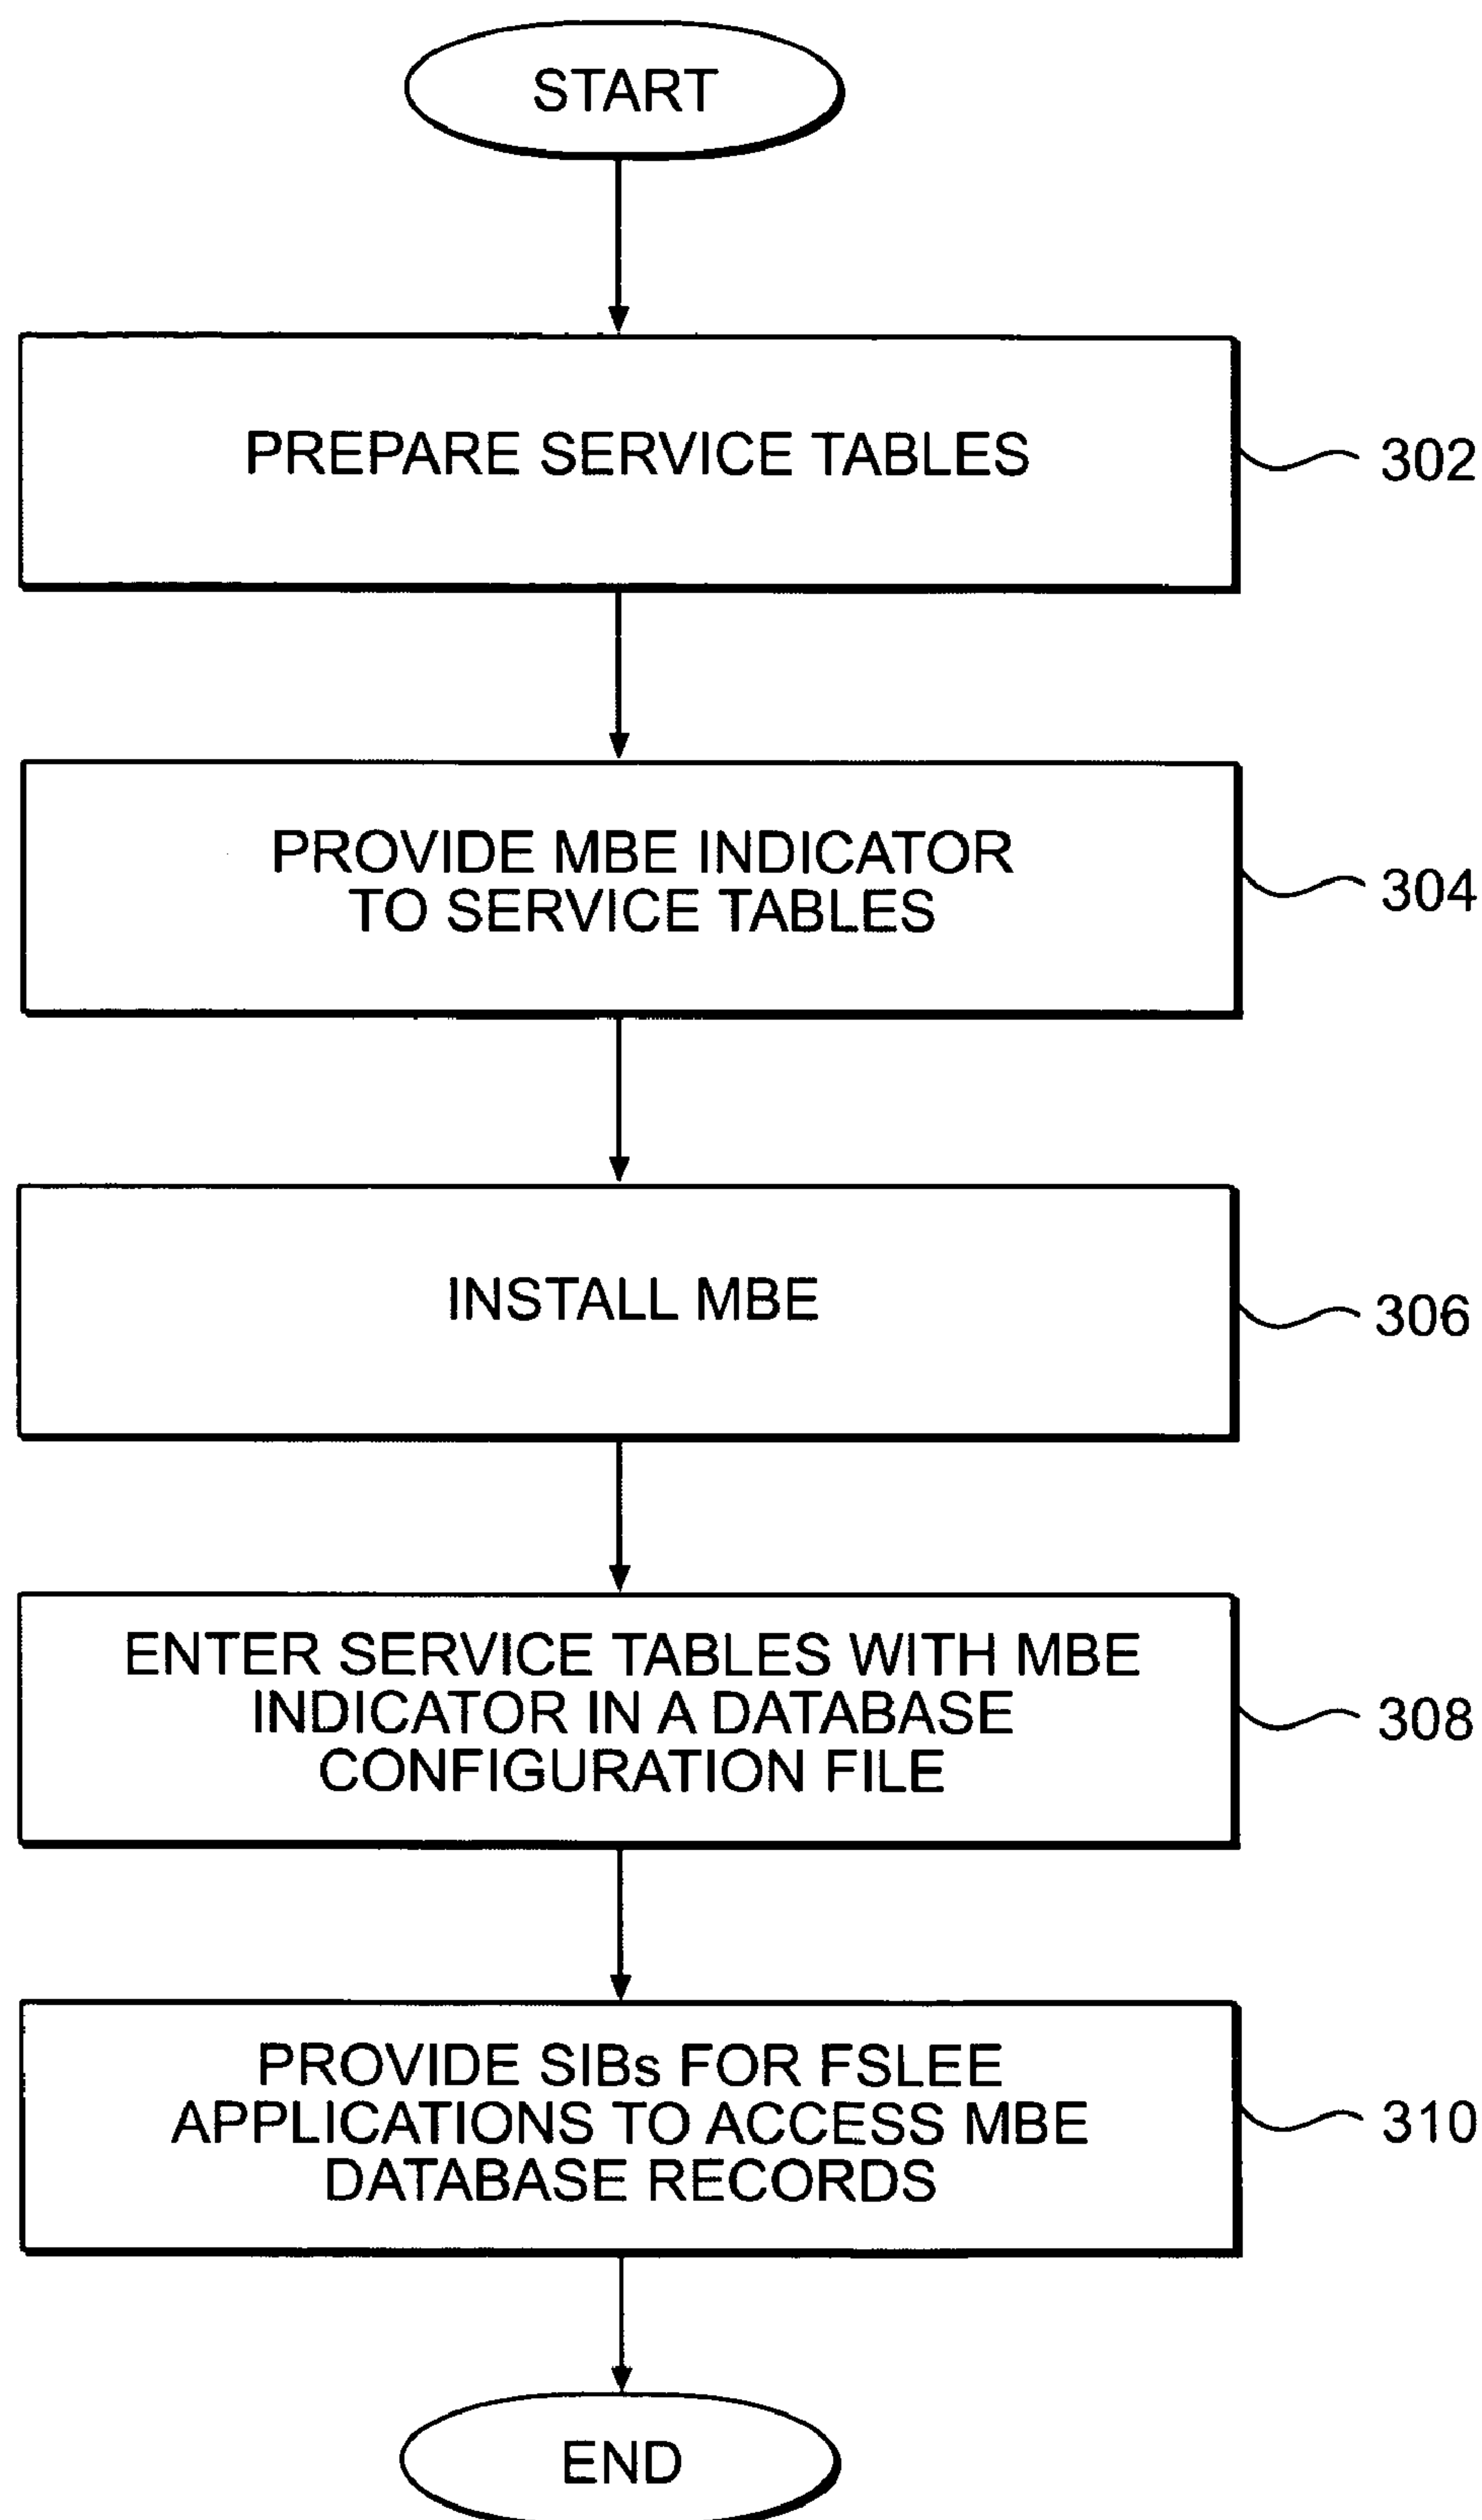 START
PREPARE SERVICE TABLES
302
PROVIDE MBE INDICATOR
TO SERVICE TABLES
304
INSTALL MBE
306
ENTER SERVICE TABLES WITH MBE
INDICATOR IN A DATABASE
CONFIGURATION FILE
308
PROVIDE SIBs FOR FSLEE
APPLICATIONS TO ACCESS MBE
DATABASE RECORDS
310
END